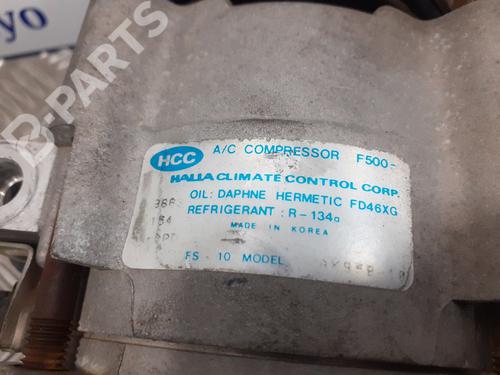 yo
B-PARTS
HCC A/C COMPRESSOR F500-
HALLA CLIMATE CONTROL CORP.
OIL: DAPHNE HERMETIC FD46XG
REFRIGERANT : R-134a
MADE IN KOREA
FS - 10 MODEL